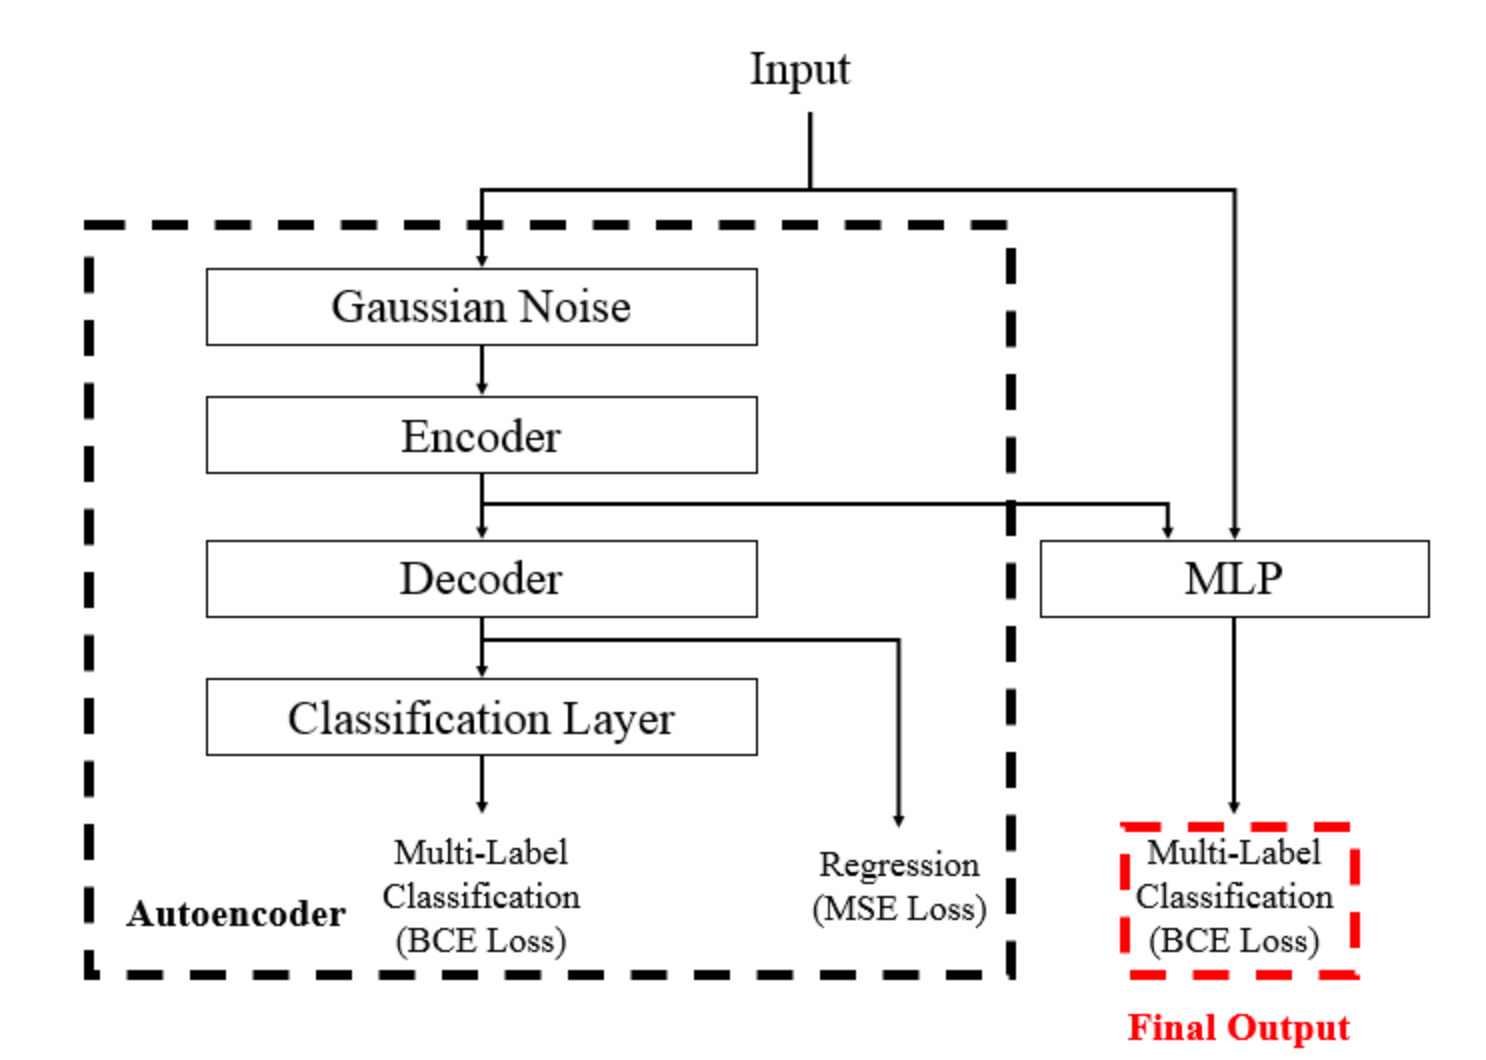 Input
Gaussian Noise
Encoder
Decoder
MLP
Classification Layer
Multi-Label
Classification
(BCE Loss)
Regression
(MSE Loss)
Autoencoder
Multi-Label
Classification
(BCE Loss)
Final Output